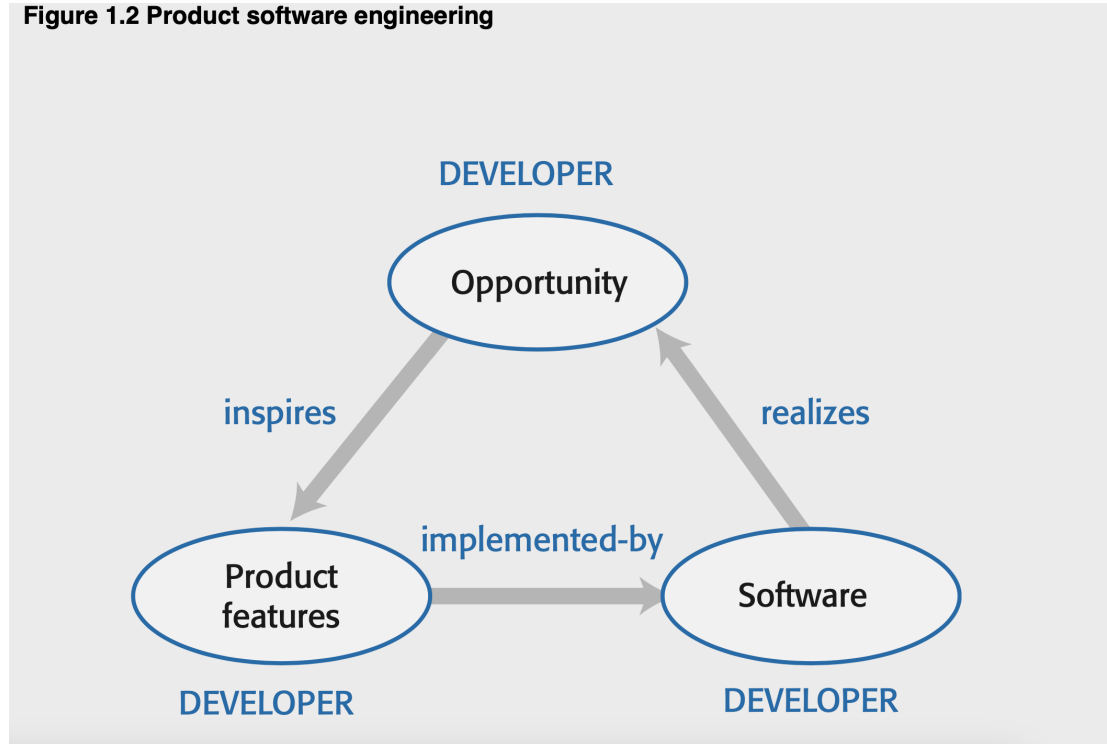 Figure 1.2 Product software engineering
DEVELOPER
Opportunity
inspires
realizes
implemented-by
Product
features
Software
DEVELOPER
DEVELOPER